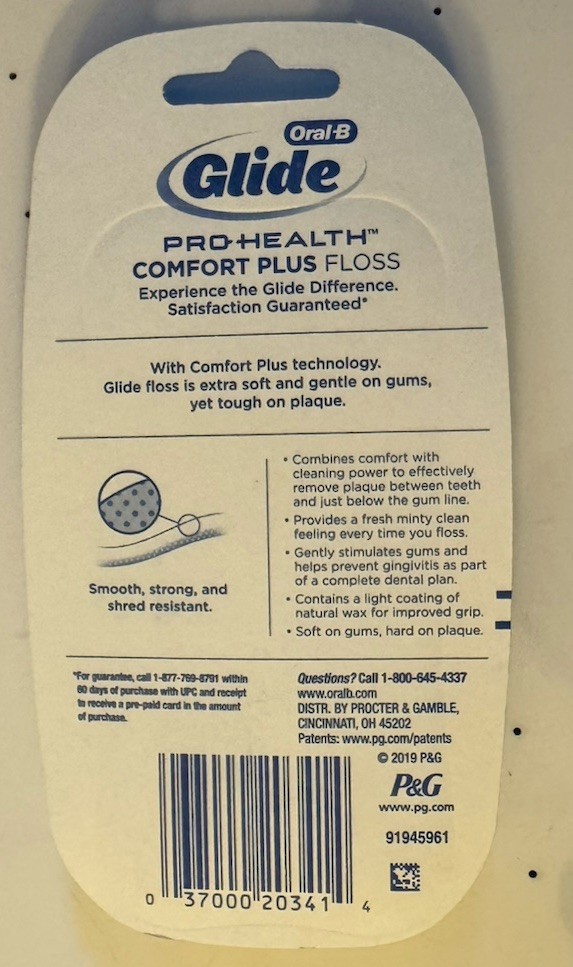 Oral-B
Glide
PRO-HEALTH™
COMFORT PLUS FLOSS
Experience the Glide Difference.
Satisfaction Guaranteed*
With Comfort Plus technology.
Glide floss is extra soft and gentle on gums,
yet tough on plaque.
Smooth, strong, and
shred resistant.
• Combines comfort with
cleaning power to effectively
remove plaque between teeth
and just below the gum line.
• Provides a fresh minty clean
feeling every time you floss.
• Gently stimulates gums and
helps prevent gingivitis as part
of a complete dental plan.
• Contains a light coating of
natural wax for improved grip.
• Soft on gums, hard on plaque.
*For guarantee, call 1-877-769-8791 within
60 days of purchase with UPC and receipt
to receive a pre-paid card in the amount
of purchase.
Questions? Call 1-800-645-4337
www.oralb.com
DISTR. BY PROCTER & GAMBLE,
CINCINNATI, OH 45202
Patents: www.pg.com/patents
© 2019 P&G
P&G
www.pg.com
91945961
0 37000 20341 4